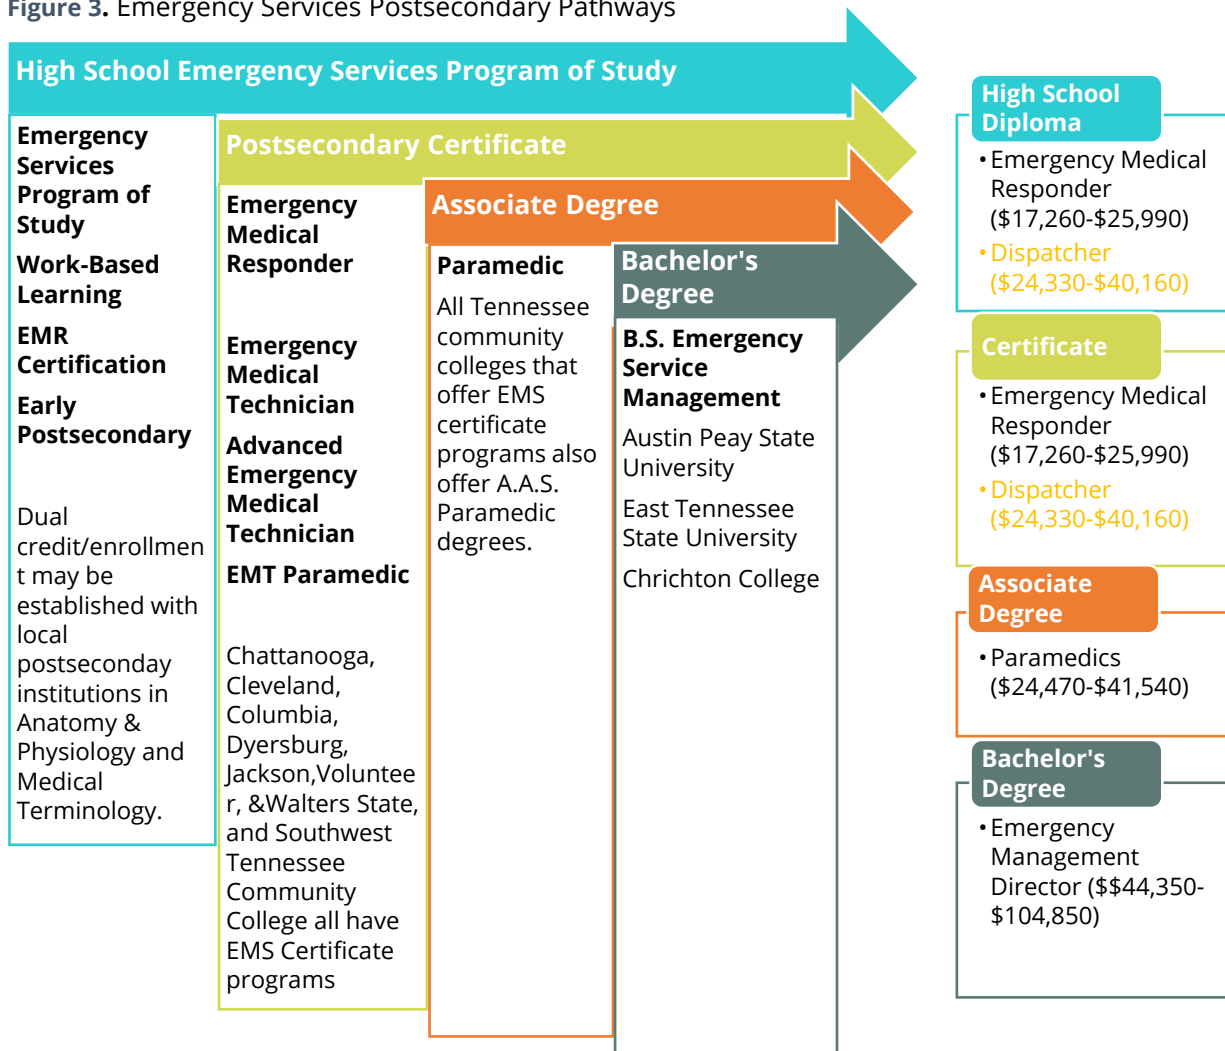 Figure 3. Emergency Services Postsecondary Pathways
High School Emergency Services Program of Study
Emergency
Services
Program of
Study
Work-Based
Learning
EMR
Certification
Early
Postsecondary
Dual
credit/enrollmen
t may be
established with
local
postseconday
institutions in
Anatomy &
Physiology and
Medical
Terminology.
Postsecondary Certificate
Emergency
Medical
Responder
Emergency
Medical
Technician
Advanced
Emergency
Medical
Technician
EMT Paramedic
Chattanooga,
Cleveland,
Columbia,
Dyersburg,
Jackson,Voluntee
r, &Walters State,
and Southwest
Tennessee
Community
College all have
EMS Certificate
programs
Associate Degree
Paramedic
All Tennessee
community
colleges that
offer EMS
certificate
programs also
offer A.A.S.
Paramedic
degrees.
Bachelor's
Degree
B.S. Emergency
Service
Management
Austin Peay State
University
East Tennessee
State University
Chrichton College
High School
Diploma
• Emergency Medical
Responder
($17,260-$25,990)
• Dispatcher
($24,330-$40,160)
Certificate
• Emergency Medical
Responder
($17,260-$25,990)
• Dispatcher
($24,330-$40,160)
Associate
Degree
• Paramedics
($24,470-$41,540)
Bachelor's
Degree
• Emergency
Management
Director ($$44,350-
$104,850)